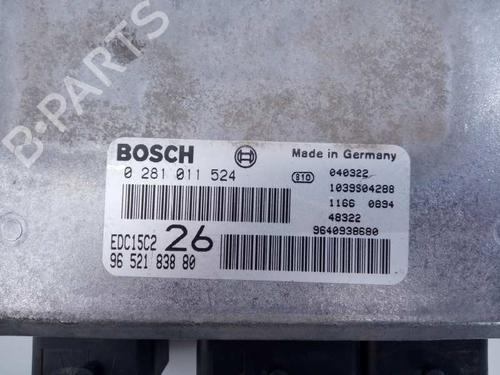 B-PARTS
BOSCH
Made in Germany
0 281 011 524
810
040322
1039S04288
1166 0894
48322
9640938680
EDC15C2 26
96 521 838 80